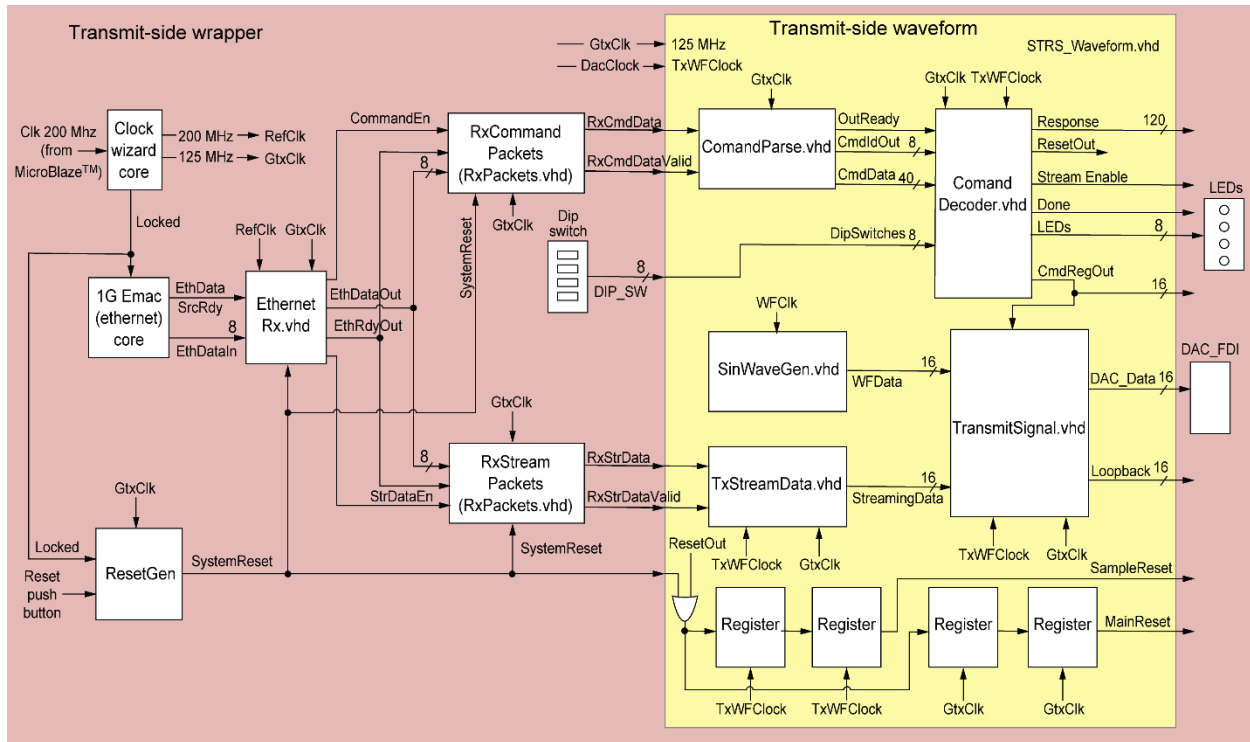 Transmit-side wrapper
GtxClk
125 MHz
DacClock
TxWFClock
Transmit-side waveform
STRS_Waveform.vhd
Clk 200 Mhz
(from
MicroBlaze™)
Clock
wizard
core
200 MHz
RefClk
125 MHz
GtxClk
Locked
CommandEn
8
RxCommand
Packets
(RxPackets.vhd)
GtxClk
RxCmdData
RxCmdDataValid
GtxClk
ComandParse.vhd
OutReady
CmdIdOut
8
CmdData
40
GtxClk
TxWFClock
Comand
Decoder.vhd
Response
120
ResetOut
Stream Enable
Done
LEDs
8
LEDs
CmdRegOut
16
Dip
switch
8
DIP_SW
DipSwitches
8
1G Emac
(ethernet)
core
EthData
SrcRdy
8
EthDataIn
RefClk
GtxClk
Ethernet
Rx.vhd
EthDataOut
EthRdyOut
SystemReset
WFClk
SinWaveGen.vhd
16
WFData
TransmitSignal.vhd
DAC_Data
16
DAC_FDI
Loopback
16
TxWFClock
GtxClk
GtxClk
8
StrDataEn
RxStream
Packets
(RxPackets.vhd)
RxStrData
RxStrDataValid
TxStreamData.vhd
16
StreamingData
TxWFClock
GtxClk
GtxClk
Locked
Reset
push
button
ResetGen
SystemReset
SystemReset
ResetOut
SampleReset
Register
Register
Register
Register
MainReset
TxWFClock
TxWFClock
GtxClk
GtxClk